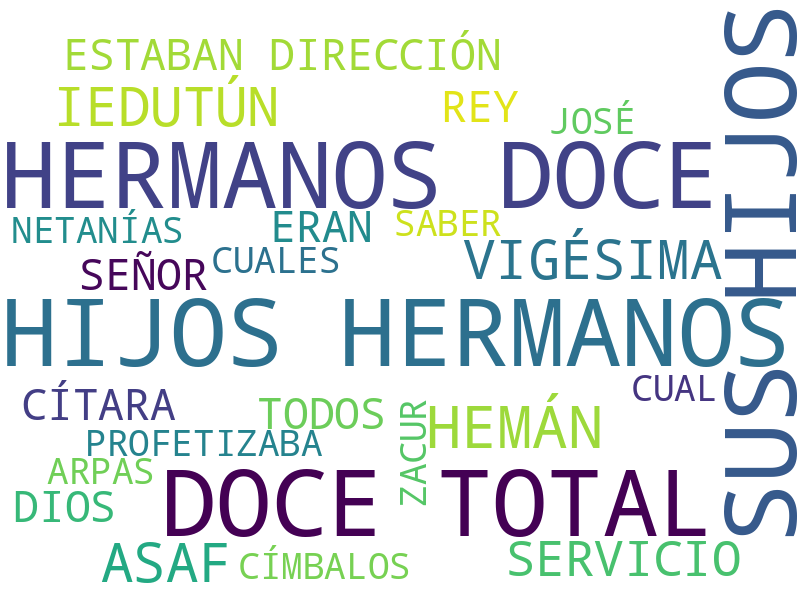 ESTABAN DIRECCIÓN
IEDUTÚN
REY
JOSÉ
HERMANOS DOCE
SUS HIJOS
NETANÍAS
ERAN
SABER
SEÑOR
CUALES
VIGÉSIMA
HIJOS HERMANOS
CÍTARA
TODOS
CUAL
PROFETIZABA
ZACUR
HEMÁN
ARPAS
DIOS
DOCE TOTAL
ASAF
CÍMBALOS
SERVICIO